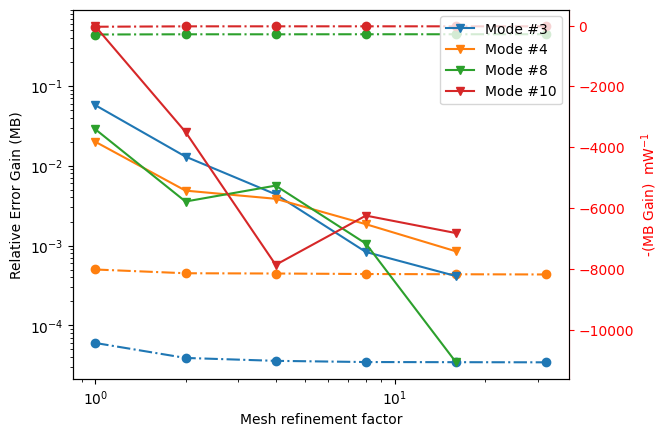 Mode #3
Mode #4
Mode #8
Mode #10
10⁻¹
10⁻²
10⁻³
10⁻⁴
Relative Error Gain (MB)
10⁰
10¹
Mesh refinement factor
0
−2000
−4000
−6000
−8000
−10000
-(MB Gain) mW⁻¹